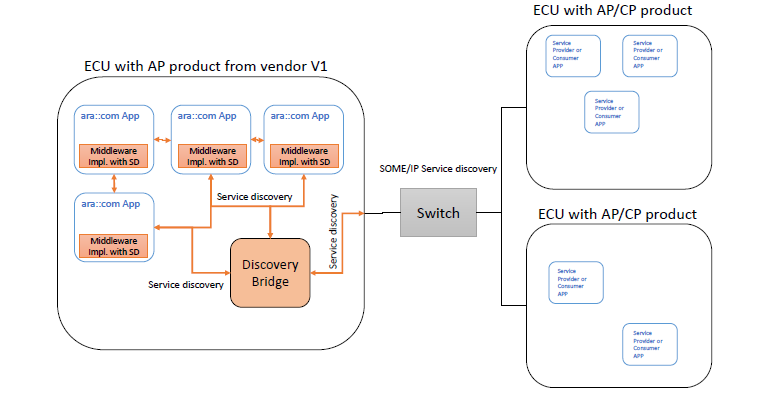 ECU with AP product from vendor V1
ara::com App
Middleware
Impl. with SD
ara::com App
Middleware
Impl. with SD
ara::com App
Middleware
Impl. with SD
ara::com App
Middleware
Impl. with SD
Service discovery
Service discovery
Service discovery
Discovery
Bridge
SOME/IP Service discovery
Switch
ECU with AP/CP product
Service
Provider or
Consumer
APP
Service
Provider or
Consumer
APP
Service
Provider or
Consumer
APP
ECU with AP/CP product
Service
Provider or
Consumer
APP
Service
Provider or
Consumer
APP